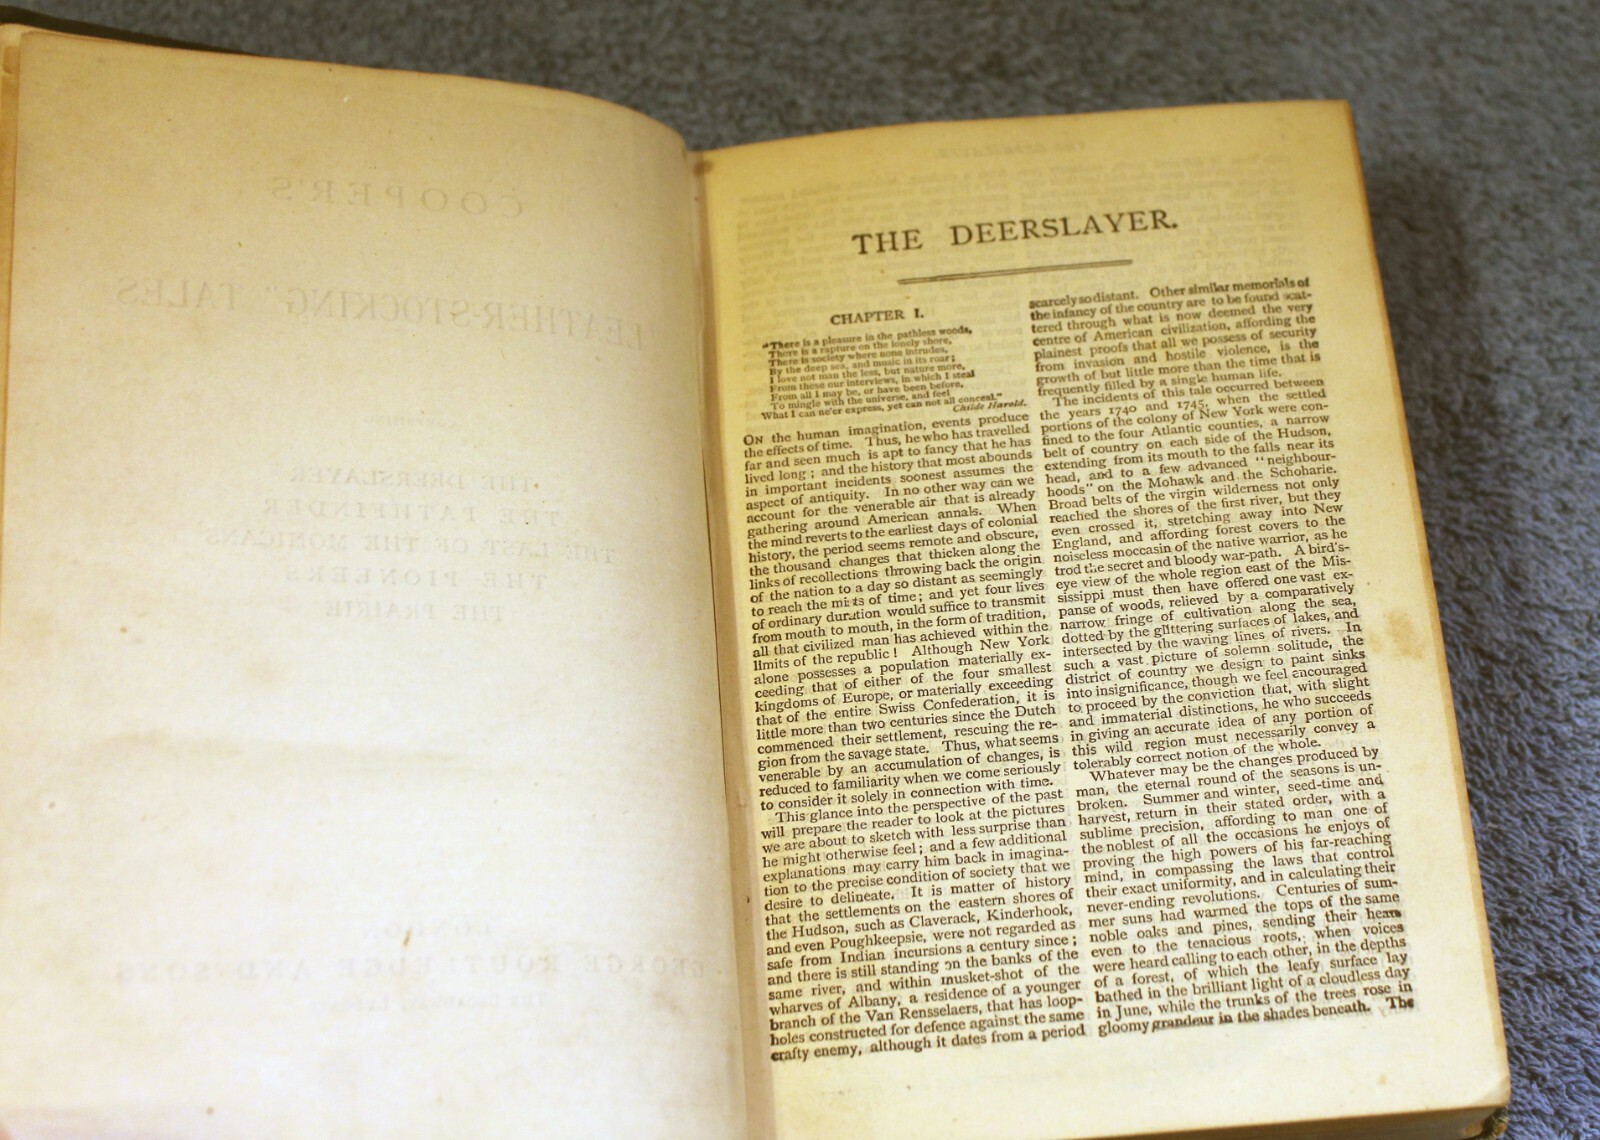 COOPER'S
"LEATHER-STOCKING" TALES
THE DEERSLAYER
THE PATHFINDER
THE LAST OF THE MOHICANS
THE PIONEERS
THE PRAIRIE
LONDON
GEORGE ROUTLEDGE AND SONS
THE DEERSLAYER.
CHAPTER I.
"There is a pleasure in the pathless woods,
There is a rapture on the lonely shore,
There is society where none intrudes,
By the deep sea, and music in its roar;
I love not man the less, but nature more,
From these our interviews, in which I steal
From all I may be, or have been before,
To mingle with the universe, and feel
What I can ne'er express, yet can not all conceal."
Childe Harold.
ON the human imagination, events produce
the effects of time. Thus, he who has travelled
far and seen much is apt to fancy that he has
lived long; and the history that most abounds
in important incidents soonest assumes the
aspect of antiquity. In no other way can we
account for the venerable air that is already
gathering around American annals. When
the mind reverts to the earliest days of colonial
history, the period seems remote and obscure,
the thousand changes that thicken along the
links of recollections throwing back the origin
of the nation to a day so distant as seemingly
to reach the mists of time; and yet four lives
of ordinary duration would suffice to transmit
from mouth to mouth, in the form of tradition,
all that civilized man has achieved within the
limits of the republic! Although New York
alone possesses a population materially ex-
ceeding that of either of the four smallest
kingdoms of Europe, or materially exceeding
that of the entire Swiss Confederation, it is
little more than two centuries since the Dutch
commenced their settlement, rescuing the re-
gion from the savage state. Thus, what seems
venerable by an accumulation of changes, is
reduced to familiarity when we come seriously
to consider it solely in connection with time.
This glance into the perspective of the past
will prepare the reader to look at the pictures
we are about to sketch with less surprise than
he might otherwise feel; and a few additional
explanations may carry him back in imagina-
tion to the precise condition of society that we
desire to delineate. It is matter of history
that the settlements on the eastern shores of
the Hudson, such as Claverack, Kinderhook,
and even Poughkeepsie, were not regarded as
safe from Indian incursions a century since;
and there is still standing on the banks of the
same river, and within musket-shot of the
wharves of Albany, a residence of a younger
branch of the Van Rensselaers, that has loop-
holes constructed for defence against the same
crafty enemy, although it dates from a period
scarcely so distant. Other similar memorials of
the infancy of the country are to be found scat-
tered through what is now deemed the very
centre of American civilization, affording the
plainest proofs that all we possess of security
from invasion and hostile violence, is the
growth of but little more than the time that is
frequently filled by a single human life.
The incidents of this tale occurred between
the years 1740 and 1745, when the settled
portions of the colony of New York were con-
fined to the four Atlantic counties, a narrow
belt of country on each side of the Hudson,
extending from its mouth to the falls near its
head, and to a few advanced "neighbour-
hoods" on the Mohawk and the Schoharie.
Broad belts of the virgin wilderness not only
reached the shores of the first river, but they
even crossed it, stretching away into New
England, and affording forest covers to the
noiseless moccasin of the native warrior, as he
trod the secret and bloody war-path. A bird's-
eye view of the whole region east of the Mis-
sissippi must then have offered one vast ex-
panse of woods, relieved by a comparatively
narrow fringe of cultivation along the sea,
dotted by the glittering surfaces of lakes, and
intersected by the waving lines of rivers. In
such a vast picture of solemn solitude, the
district of country we design to paint sinks
into insignificance, though we feel encouraged
to proceed by the conviction that, with slight
and immaterial distinctions, he who succeeds
in giving an accurate idea of any portion of
this wild region must necessarily convey a
tolerably correct notion of the whole.
Whatever may be the changes produced by
man, the eternal round of the seasons is un-
broken. Summer and winter, seed-time and
harvest, return in their stated order, with a
sublime precision, affording to man one of
the noblest of all the occasions he enjoys of
proving the high powers of his far-reaching
mind, in compassing the laws that control
their exact uniformity, and in calculating their
never-ending revolutions. Centuries of sum-
mer suns had warmed the tops of the same
noble oaks and pines, sending their heats
even to the tenacious roots, when voices
were heard calling to each other, in the depths
of a forest, of which the leafy surface lay
bathed in the brilliant light of a cloudless day
in June, while the trunks of the trees rose in
gloomy grandeur in the shades beneath. The